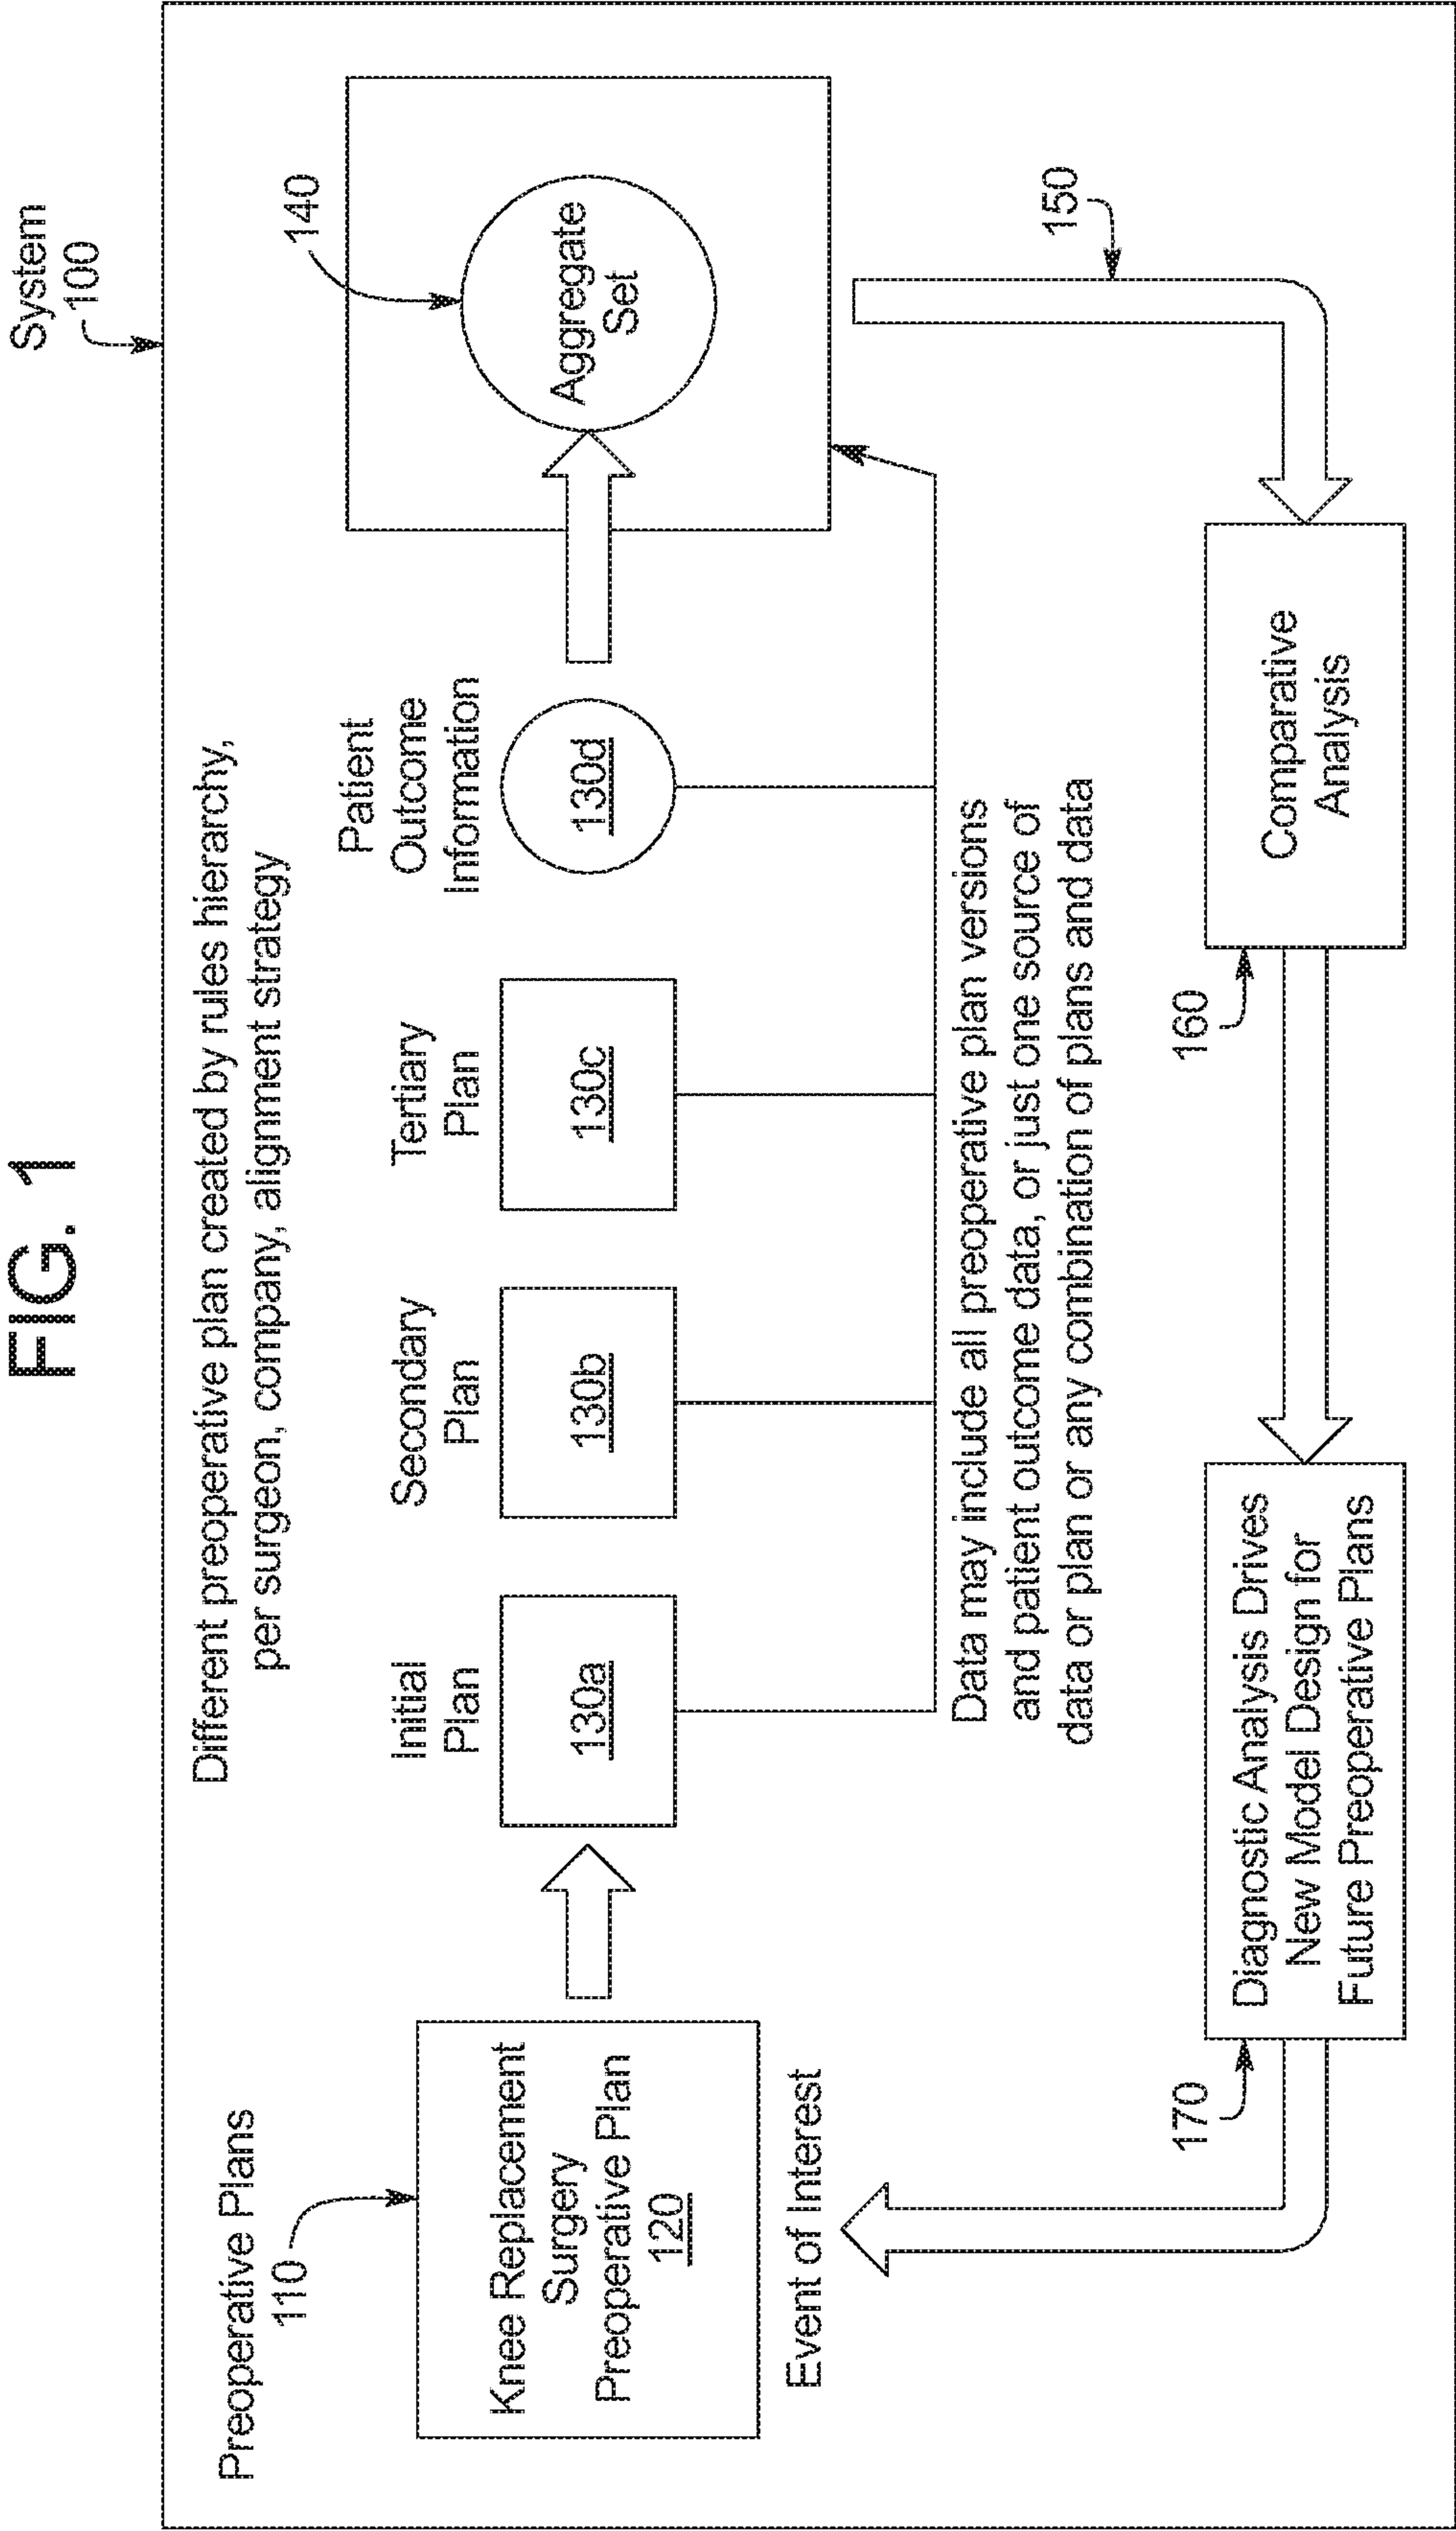 FIG. 1
System
100
Preoperative Plans
110
Different preoperative plan created by rules hierarchy,
per surgeon, company, alignment strategy
Knee Replacement
Surgery
Preoperative Plan
120
Event of Interest
Initial
Plan
130a
Secondary
Plan
130b
Tertiary
Plan
130c
Patient
Outcome
Information
130d
140
Aggregate
Set
Data may include all preoperative plan versions
and patient outcome data, or just one source of
data or plan or any combination of plans and data
150
160
Comparative
Analysis
170
Diagnostic Analysis Drives
New Model Design for
Future Preoperative Plans